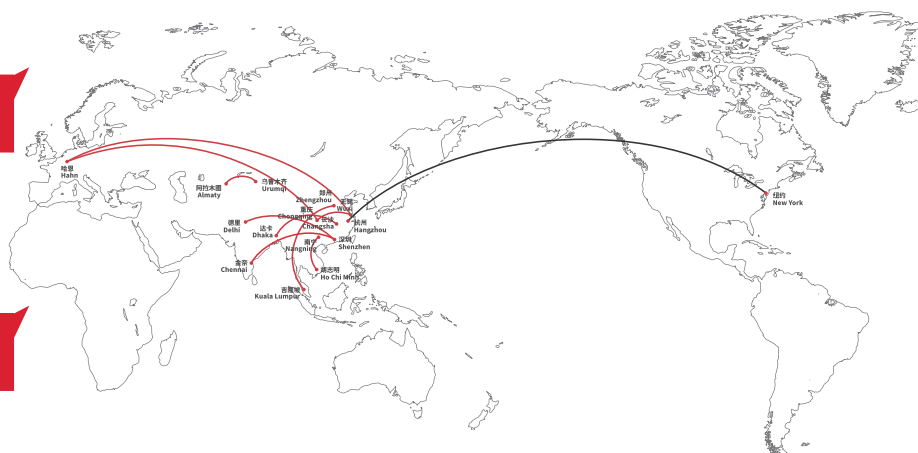 哈恩
Hahn
阿拉木图
Almaty
乌鲁木齐
Urumqi
郑州
Zhengzhou
无锡
Wuxi
重庆
Chongqing
长沙
Changsha
杭州
Hangzhou
纽约
New York
德里
Delhi
达卡
Dhaka
深圳
Shenzhen
南宁
Nangning
金奈
Chennai
胡志明
Ho Chi Minh
吉隆坡
Kuala Lumpur